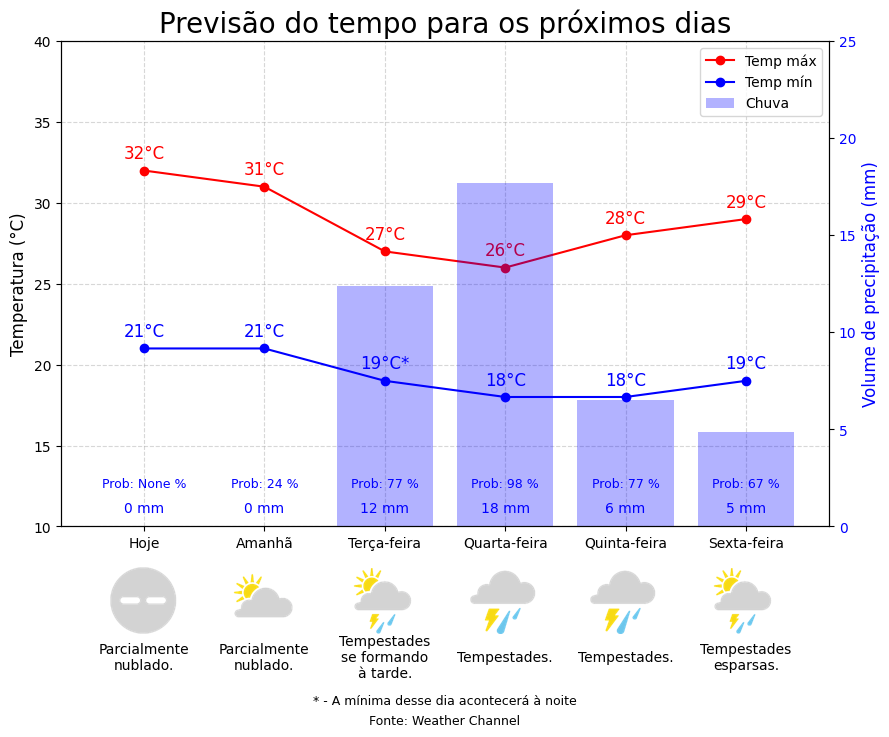 Previsão do tempo para os próximos dias
Temperatura (°C)
40
35
30
25
20
15
10
Volume de precipitação (mm)
25
20
15
10
5
0
Temp máx
Temp mín
Chuva
32°C
31°C
27°C
26°C
28°C
29°C
21°C
21°C
19°C*
18°C
18°C
19°C
Prob: None %
Prob: 24 %
Prob: 77 %
Prob: 98 %
Prob: 77 %
Prob: 67 %
0 mm
0 mm
12 mm
18 mm
6 mm
5 mm
Hoje
Amanhã
Terça-feira
Quarta-feira
Quinta-feira
Sexta-feira
Parcialmente
nublado.
Parcialmente
nublado.
Tempestades
se formando
à tarde.
Tempestades.
Tempestades.
Tempestades
esparsas.
* - A mínima desse dia acontecerá à noite
Fonte: Weather Channel